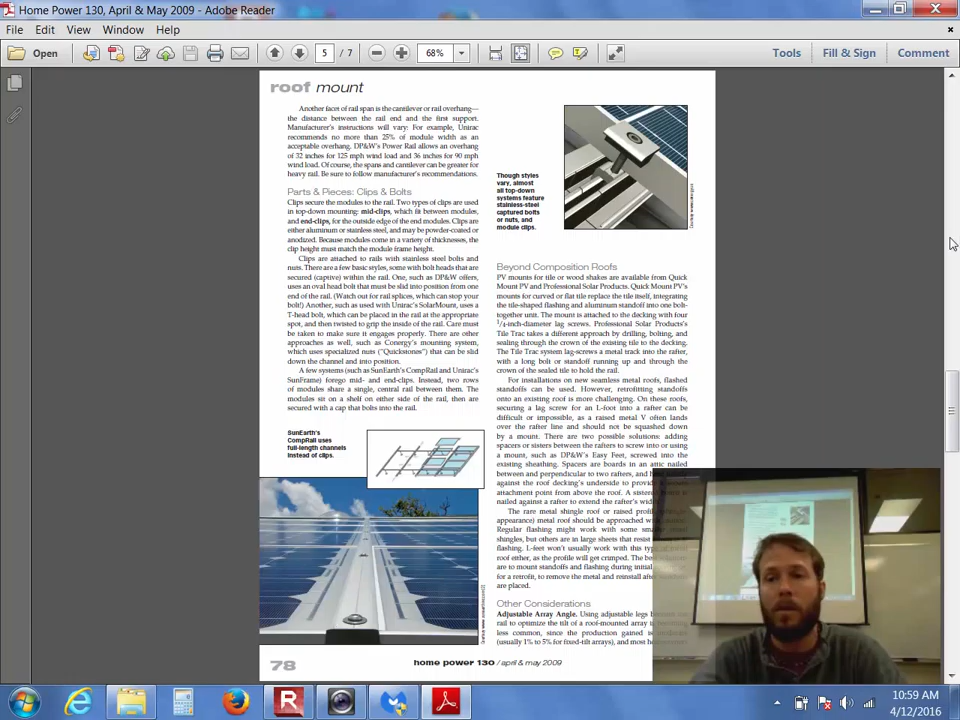 Home Power 130, April & May 2009 - Adobe Reader
File Edit View Window Help
Open 5 / 7 68% Tools Fill & Sign Comment
roof mount
Another facet of rail span is the cantilever or rail overhang—
the distance between the rail end and the first support.
Manufacturer's instructions will vary: For example, Unirac
recommends no more than 25% of module width as an
acceptable overhang. DP&W's Power Rail allows an overhang
of 32 inches for 125 mph wind load and 36 inches for 90 mph
wind load. Of course, the spans and cantilever can be greater for
heavy rail. Be sure to follow manufacturer's recommendations.
Parts & Pieces: Clips & Bolts
Clips secure the modules to the rail. Two types of clips are used
in top-down mounting: mid-clips, which fit between modules,
and end-clips, for the outside edge of the end modules. Clips are
either aluminum or stainless steel, and may be powder-coated or
anodized. Because modules come in a variety of thicknesses, the
clip height must match the module frame height.
Clips are attached to rails with stainless steel bolts and
nuts. There are a few basic styles, some with bolt heads that are
secured (captive) within the rail. One, such as DP&W offers,
uses an oval head bolt that must be slid into position from one
end of the rail. (Watch out for rail splices, which can stop your
bolt!) Another, such as used with Unirac's SolarMount, uses a
T-head bolt, which can be placed in the rail at the appropriate
spot, and then twisted to grip the inside of the rail. Care must
be taken to make sure it engages properly. There are other
approaches as well, such as Conergy's mounting system,
which uses specialized nuts ("Quickstones") that can be slid
down the channel and into position.
A few systems (such as SunEarth's CompRail and Unirac's
SunFrame) forego mid- and end-clips. Instead, two rows
of modules share a single, central rail between them. The
modules sit on a shelf on either side of the rail, then are
secured with a cap that bolts into the rail.
SunEarth's
CompRail uses
full-length channels
instead of clips.
Though styles
vary, almost
all top-down
systems feature
stainless-steel
captured bolts
or nuts, and
module clips.
Beyond Composition Roofs
PV mounts for tile or wood shakes are available from Quick
Mount PV and Professional Solar Products. Quick Mount PV's
mounts for curved or flat tile replace the tile itself, integrating
the tile-shaped flashing and aluminum standoff into one bolt-
together unit. The mount is attached to the decking with four
1/4-inch-diameter lag screws. Professional Solar Products's
Tile Trac takes a different approach by drilling, bolting, and
sealing through the crown of the existing tile to the decking.
The Tile Trac system lag-screws a metal track into the rafter,
with a long bolt or standoff running up and through the
crown of the sealed tile to hold the rail.
For installations on new seamless metal roofs, flashed
standoffs can be used. However, retrofitting standoffs
onto an existing roof is more challenging. On these roofs,
securing a lag screw for an L-foot into a rafter can be
difficult or impossible, as a raised metal V often lands
over the rafter line and should not be squashed down
by a mount. There are two possible solutions: adding
spacers or sisters between the rafters to screw into or using
a mount, such as DP&W's Easy Feet, screwed into the
existing sheathing. Spacers are boards in an attic nailed
between and perpendicular to two rafters, and
against the roof decking's underside to provid
attachment point from above the roof. A sister
nailed against a rafter to extend the rafter's wid
The rare metal shingle roof or raised profil
appearance) metal roof should be approached
Regular flashing might work with some
shingles, but others are in large sheets that resist
flashing. L-feet won't usually work with this type
roof either, as the profile will get crimped. The be
are to mount standoffs and flashing during initial
for a retrofit, to remove the metal and reinstall after
are placed.
Other Considerations
Adjustable Array Angle. Using adjustable legs
rail to optimize the tilt of a roof-mounted array
less common, since the production gained is
(usually 1% to 5% for fixed-tilt arrays), and most
78 home power 130 / april & may 2009
10:59 AM
4/12/2016